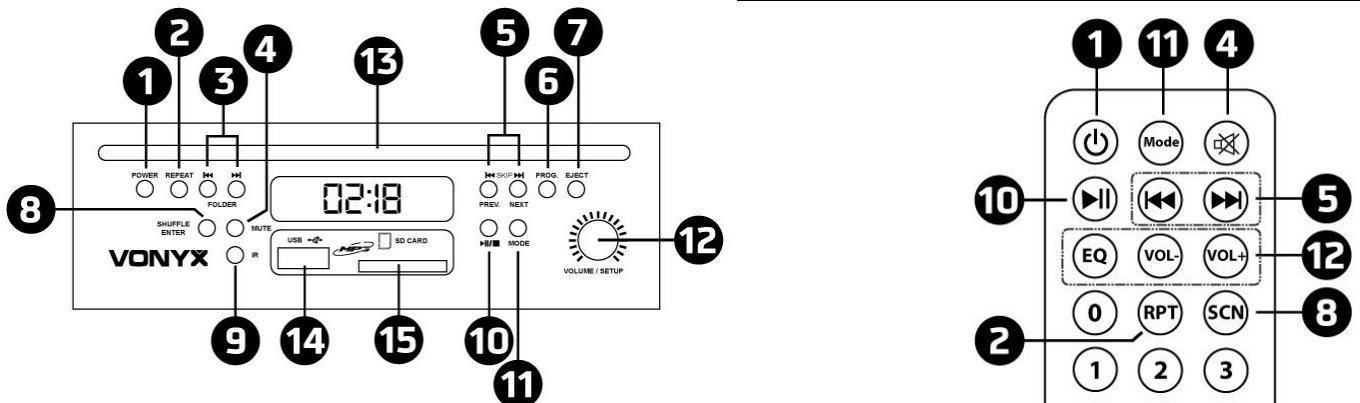 2
4
5
7
1
3
13
6
POWER REPEAT
SKIP
PROG. EJECT
FOLDER
PREV. NEXT
02:18
8
SHUFFLE
ENTER
MUTE
VONYX
IR
USB
MP3
SD CARD
MODE
VOLUME / SETUP
12
9
14
15
10
11
1
11
4
Mode
10
5
EQ
VOL-
VOL+
12
0
RPT
SCN
8
2
1
2
3